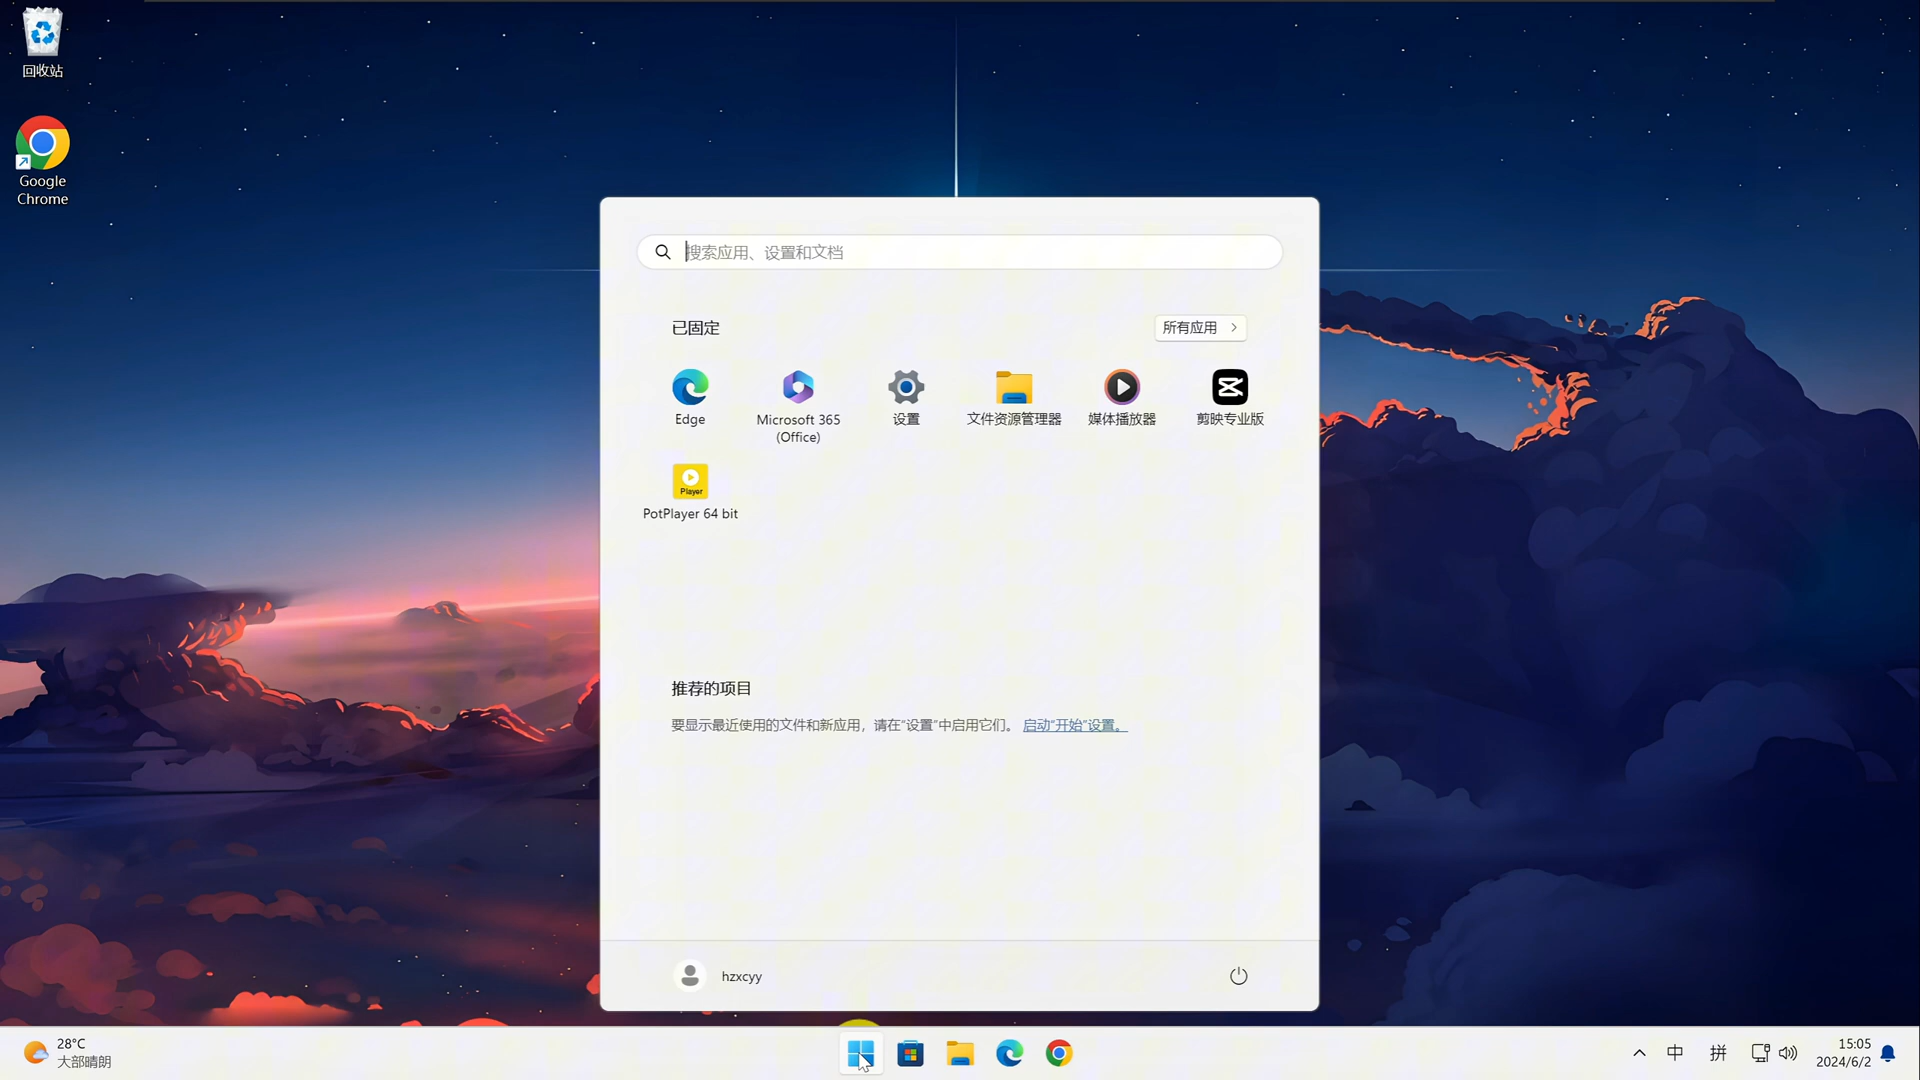 回收站
Google
Chrome
搜索应用、设置和文档
已固定
所有应用
Edge
Microsoft 365
(Office)
设置
文件资源管理器
媒体播放器
剪映专业版
Player
PotPlayer 64 bit
推荐的项目
要显示最近使用的文件和新应用，请在“设置”中启用它们。 启动“开始”设置。
hzxcyy
28°C
大部晴朗
中
拼
15:05
2024/6/2